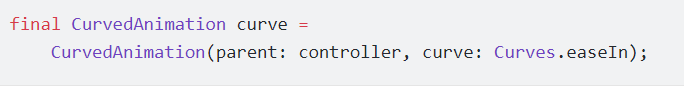 final CurvedAnimation curve =
    CurvedAnimation(parent: controller, curve: Curves.easeIn);